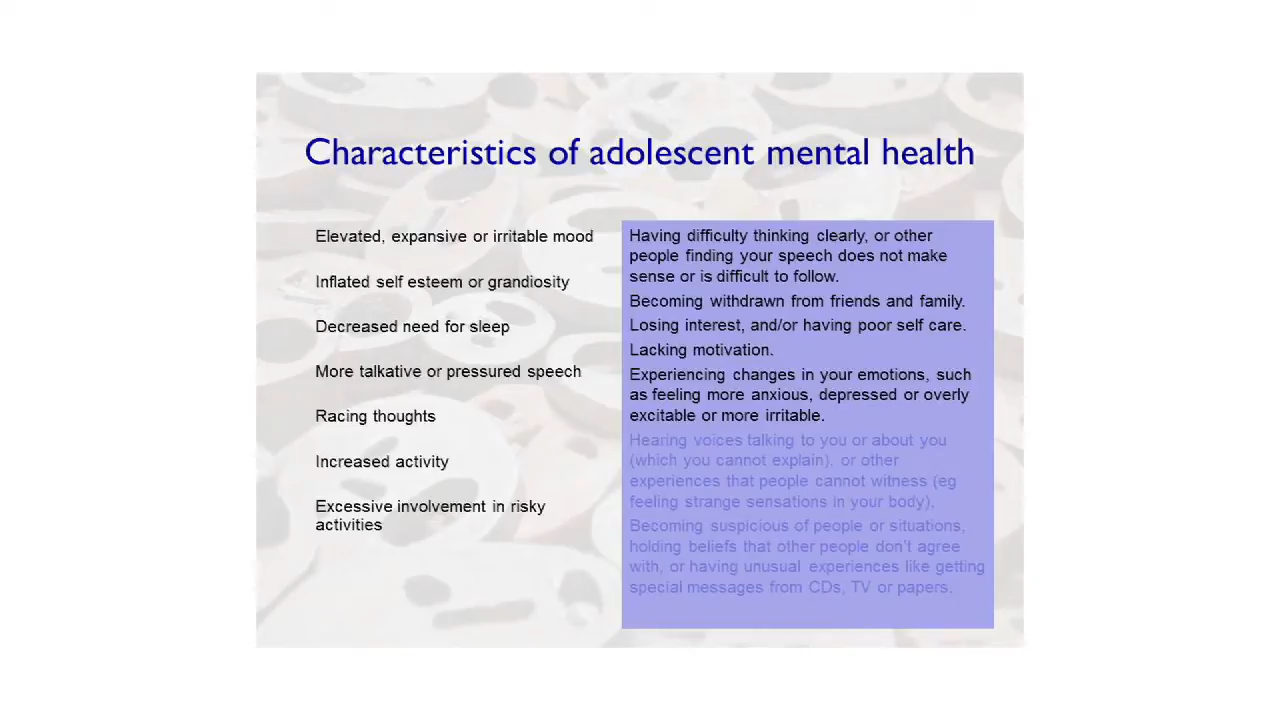 Characteristics of adolescent mental health
Elevated, expansive or irritable mood
Inflated self esteem or grandiosity
Decreased need for sleep
More talkative or pressured speech
Racing thoughts
Increased activity
Excessive involvement in risky
activities
Having difficulty thinking clearly, or other
people finding your speech does not make
sense or is difficult to follow.
Becoming withdrawn from friends and family.
Losing interest, and/or having poor self care.
Lacking motivation.
Experiencing changes in your emotions, such
as feeling more anxious, depressed or overly
excitable or more irritable.
Hearing voices talking to you or about you
(which you cannot explain), or other
experiences that people cannot witness (eg
feeling strange sensations in your body).
Becoming suspicious of people or situations,
holding beliefs that other people don't agree
with, or having unusual experiences like getting
special messages from CDs, TV or papers.